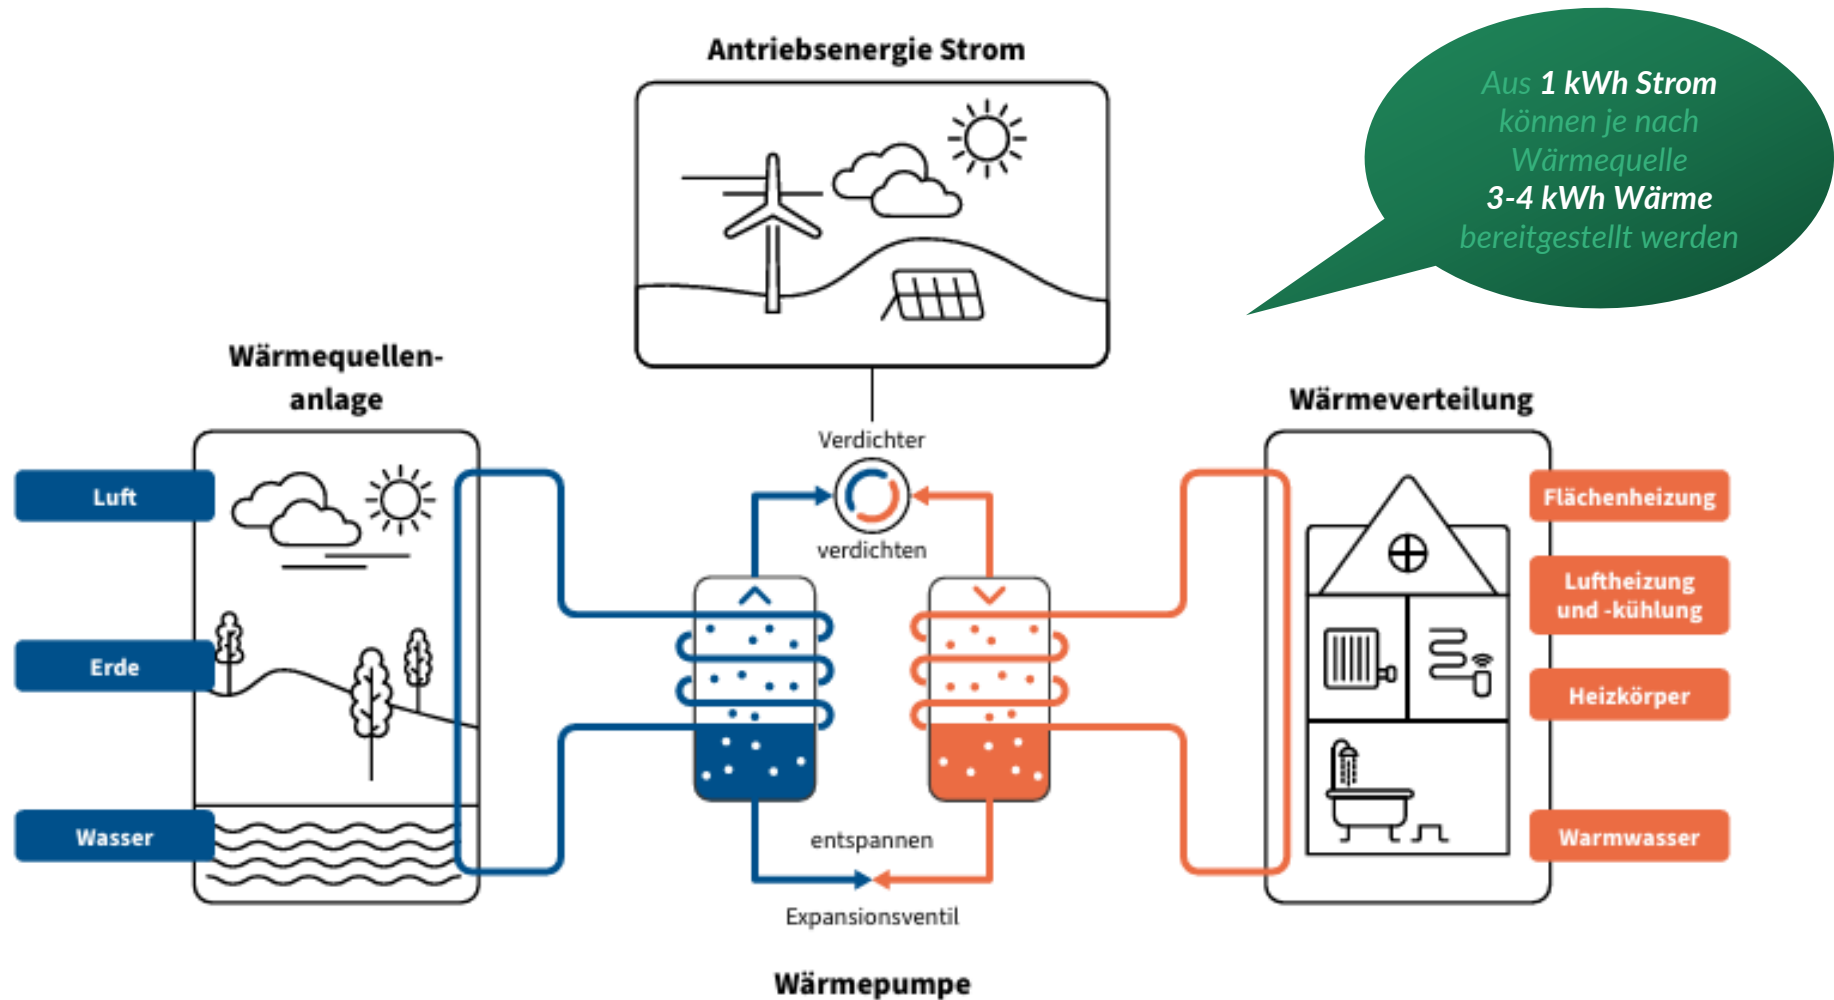 Antriebsenergie Strom
Aus 1 kWh Strom
können je nach
Wärmequelle
3-4 kWh Wärme
bereitgestellt werden
Wärmequellen-
anlage
Luft
Erde
Wasser
Verdichter
verdichten
entspannen
Expansionsventil
Wärmepumpe
Wärmeverteilung
Flächenheizung
Luftheizung
und -kühlung
Heizkörper
Warmwasser